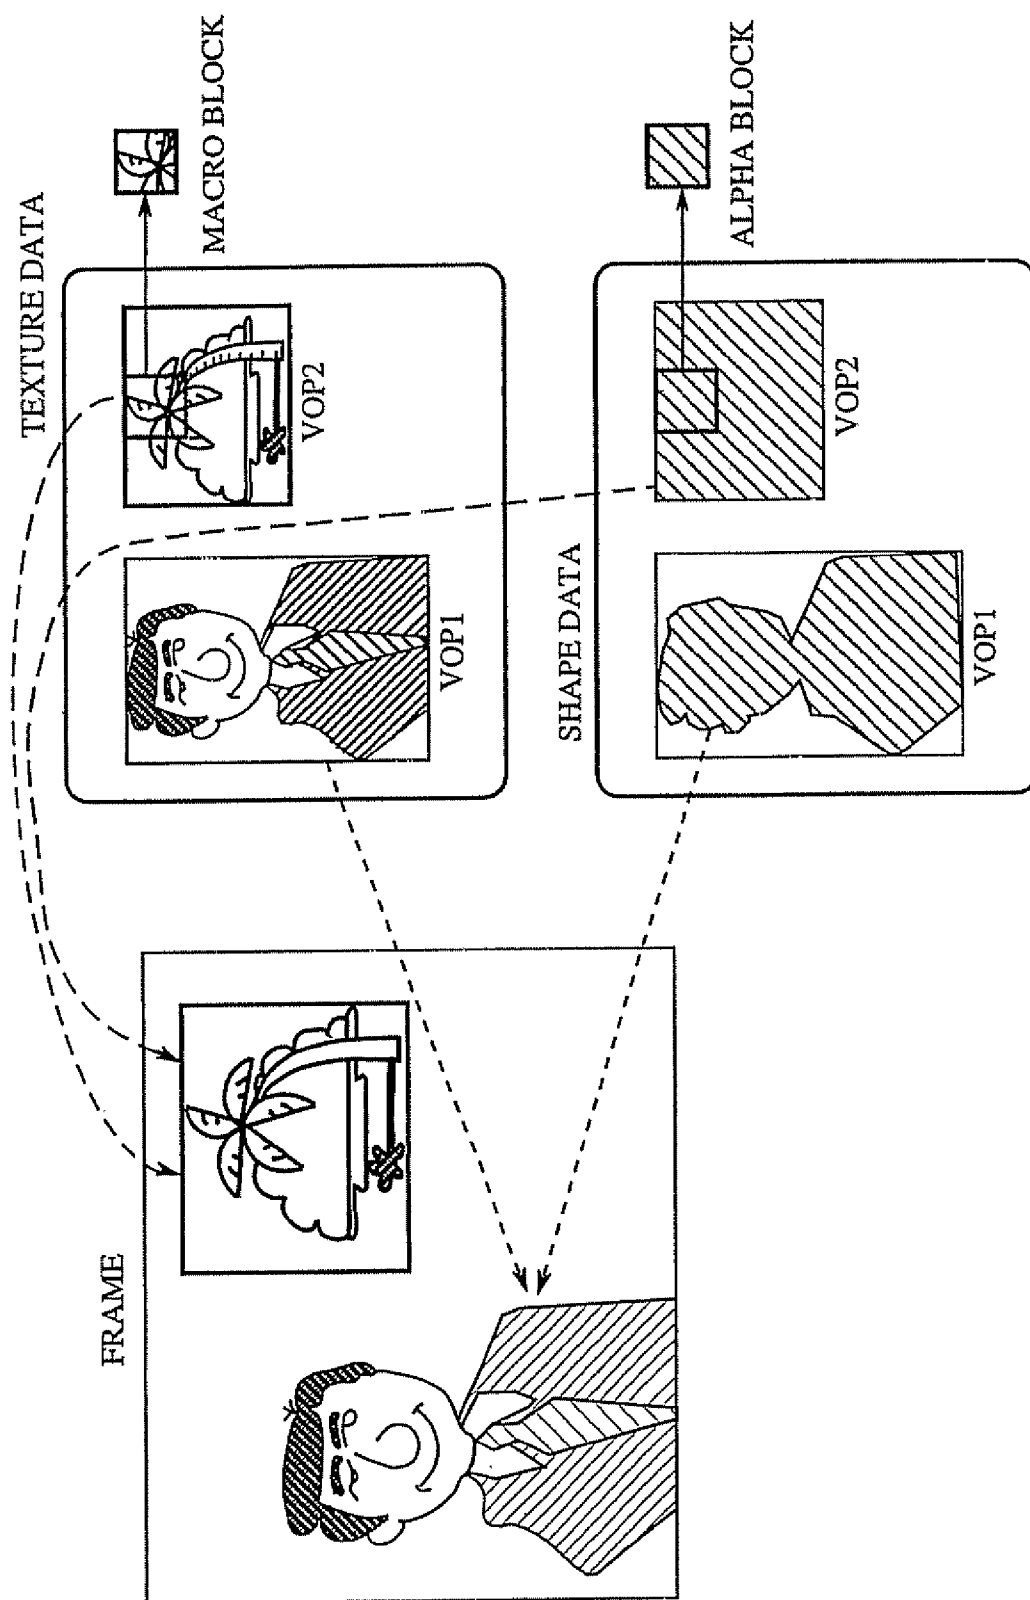 FRAME
TEXTURE DATA
VOP1
VOP2
MACRO BLOCK
SHAPE DATA
VOP1
VOP2
ALPHA BLOCK